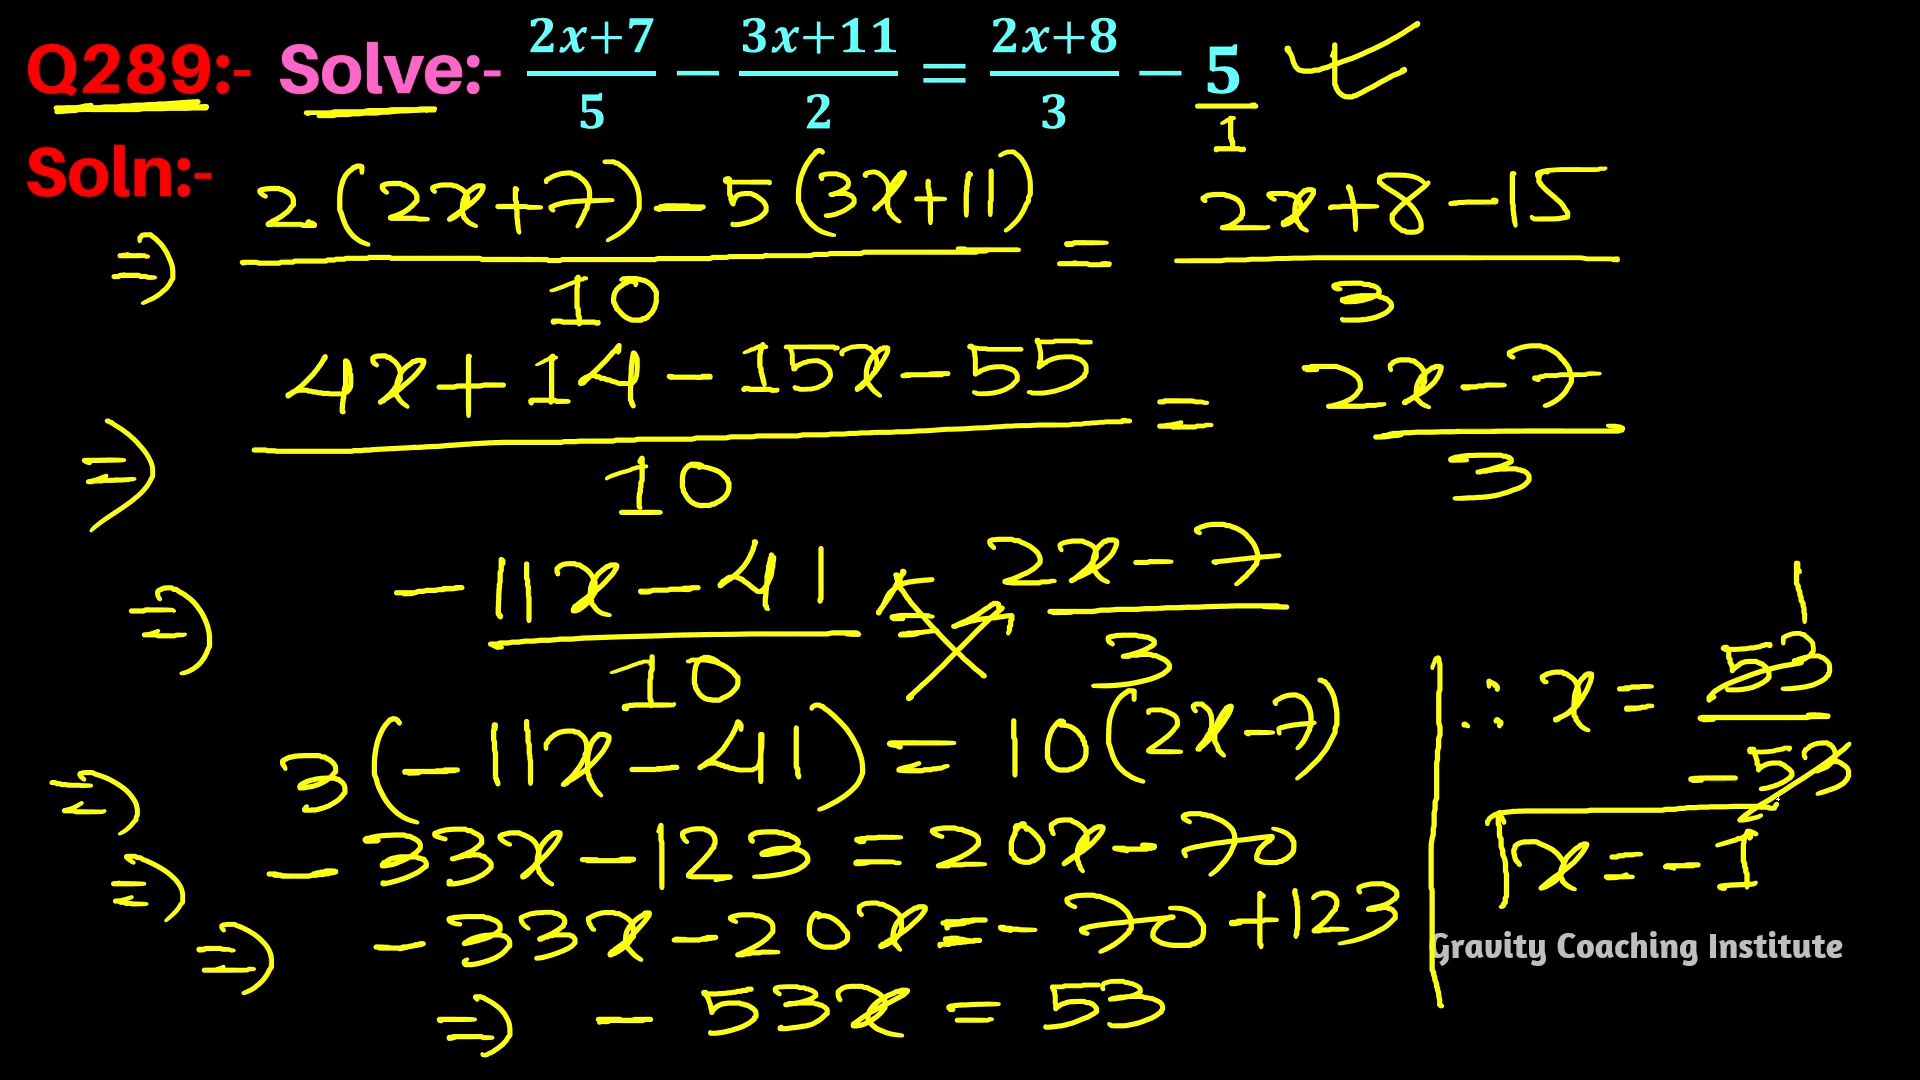 Q289:- Solve:- (2x+7)/5 − (3x+11)/2 = (2x+8)/3 − 5/1
Soln:-
⇒ (2(2x+7)−5(3x+11))/10 = (2x+8−15)/3
⇒ (4x+14−15x−55)/10 = (2x−7)/3
⇒ (−11x−41)/10 = (2x−7)/3
⇒ 3(−11x−41) = 10(2x−7)
⇒ −33x−123 = 20x−70
⇒ −33x−20x = −70+123
⇒ −53x = 53
∴ x = 53/−53
1
x = −1
Gravity Coaching Institute